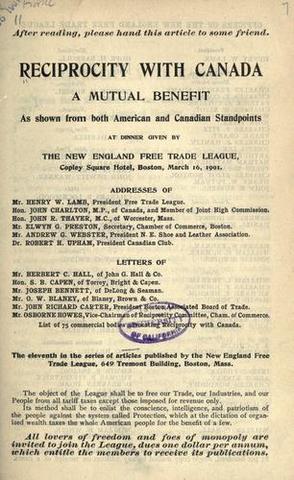 After reading, please hand this article to some friend.
RECIPROCITY WITH CANADA
A MUTUAL BENEFIT
As shown from both American and Canadian Standpoints
AT DINNER GIVEN BY
THE NEW ENGLAND FREE TRADE LEAGUE,
Copley Square Hotel, Boston, March 16, 1901.
ADDRESSES OF
Mr. HENRY W. LAMB, President Free Trade League.
Hon. JOHN CHARLTON, M.P., of Canada, and Member of Joint High Commission.
Hon. JOHN R. THAYER, M.C., of Worcester, Mass.
Mr. ELWYN G. PRESTON, Secretary, Chamber of Commerce, Boston.
Mr. ANDREW G. WEBSTER, President N. E. Shoe and Leather Association.
Dr. ROBERT H. UPHAM, President Canadian Club.
LETTERS OF
Mr. HERBERT C. HALL, of John G. Hall & Co.
Hon. S. B. CAPEN, of Torrey, Bright & Capen.
Mr. JOSEPH BENNETT, of DeLong & Seaman.
Mr. O. W. BLANEY, of Blaney, Brown & Co.
Mr. JOHN RICHARD CARTER, President Boston Associated Board of Trade.
Mr. OSBORNE HOWES, Vice-Chairman of Reciprocity Committee, Cham. of Commerce.
List of 75 commercial bodies advocating Reciprocity with Canada.
OF CALIFORNIA
The eleventh in the series of articles published by the New England Free
Trade League, 649 Tremont Building, Boston, Mass.
The object of the League shall be to free our Trade, our Industries, and our
People from all tariff taxes except those imposed for revenue only.
Its method shall be to enlist the conscience, intelligence, and patriotism of
the people against the system called Protection, which at the dictation of organ-
ized wealth taxes the whole American people for the benefit of a few.
All lovers of freedom and foes of monopoly are
invited to join the League, dues one dollar per annum,
which entitle the members to receive its publications.